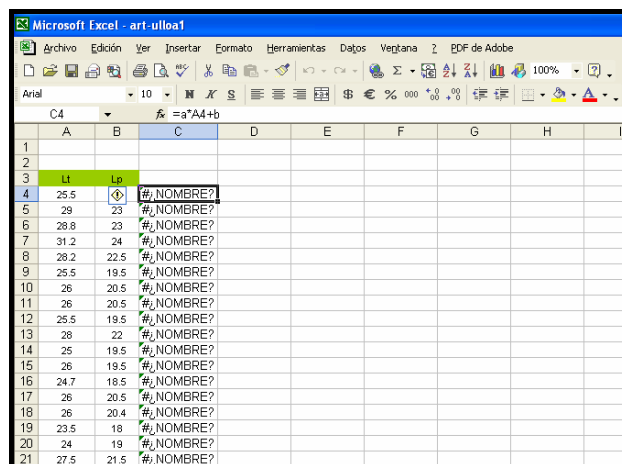 Microsoft Excel - art-ulloa1
Archivo Edición Ver Insertar Formato Herramientas Datos Ventana ? PDF de Adobe
100%
Arial 10 N K S $ € % 000
C4 fx =a*A4+b
A B C D E F G H I
1
2
3 Lt Lp
4 25.5 #¿NOMBRE?
5 29 23 #¿NOMBRE?
6 28.8 23 #¿NOMBRE?
7 31.2 24 #¿NOMBRE?
8 28.2 22.5 #¿NOMBRE?
9 25.5 19.5 #¿NOMBRE?
10 26 20.5 #¿NOMBRE?
11 26 20.5 #¿NOMBRE?
12 25.5 19.5 #¿NOMBRE?
13 28 22 #¿NOMBRE?
14 25 19.5 #¿NOMBRE?
15 26 19.5 #¿NOMBRE?
16 24.7 18.5 #¿NOMBRE?
17 26 20.5 #¿NOMBRE?
18 26 20.4 #¿NOMBRE?
19 23.5 18 #¿NOMBRE?
20 24 19 #¿NOMBRE?
21 27.5 21.5 #¿NOMBRE?